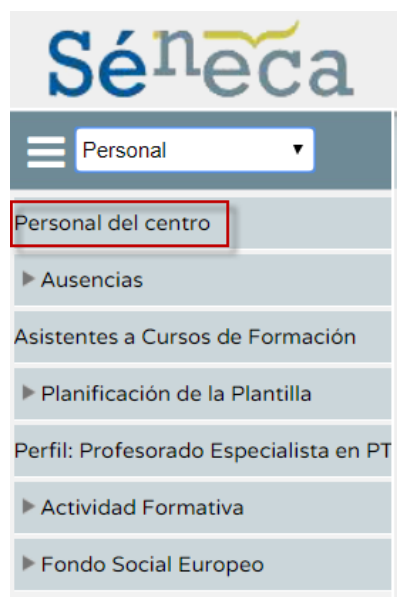 Séneca
Personal
Personal del centro
Ausencias
Asistentes a Cursos de Formación
Planificación de la Plantilla
Perfil: Profesorado Especialista en PT
Actividad Formativa
Fondo Social Europeo